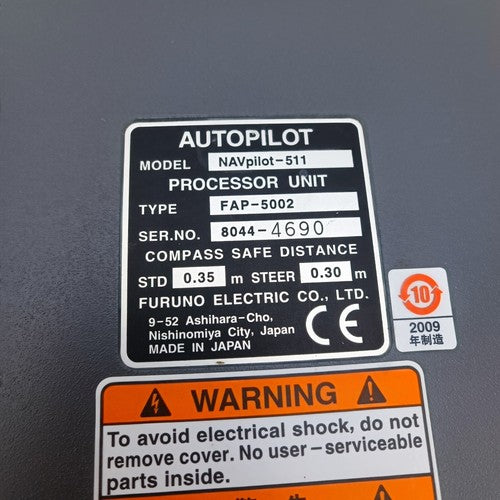 AUTOPILOT
MODEL NAVpilot-511
PROCESSOR UNIT
TYPE FAP-5002
SER.NO. 8044-4690
COMPASS SAFE DISTANCE
STD 0.35 m STEER 0.30 m
FURUNO ELECTRIC CO., LTD.
9-52 Ashihara-Cho,
Nishinomiya City, Japan
MADE IN JAPAN
CE
10
2009
年制造
WARNING
To avoid electrical shock, do not
remove cover. No user-serviceable
parts inside.